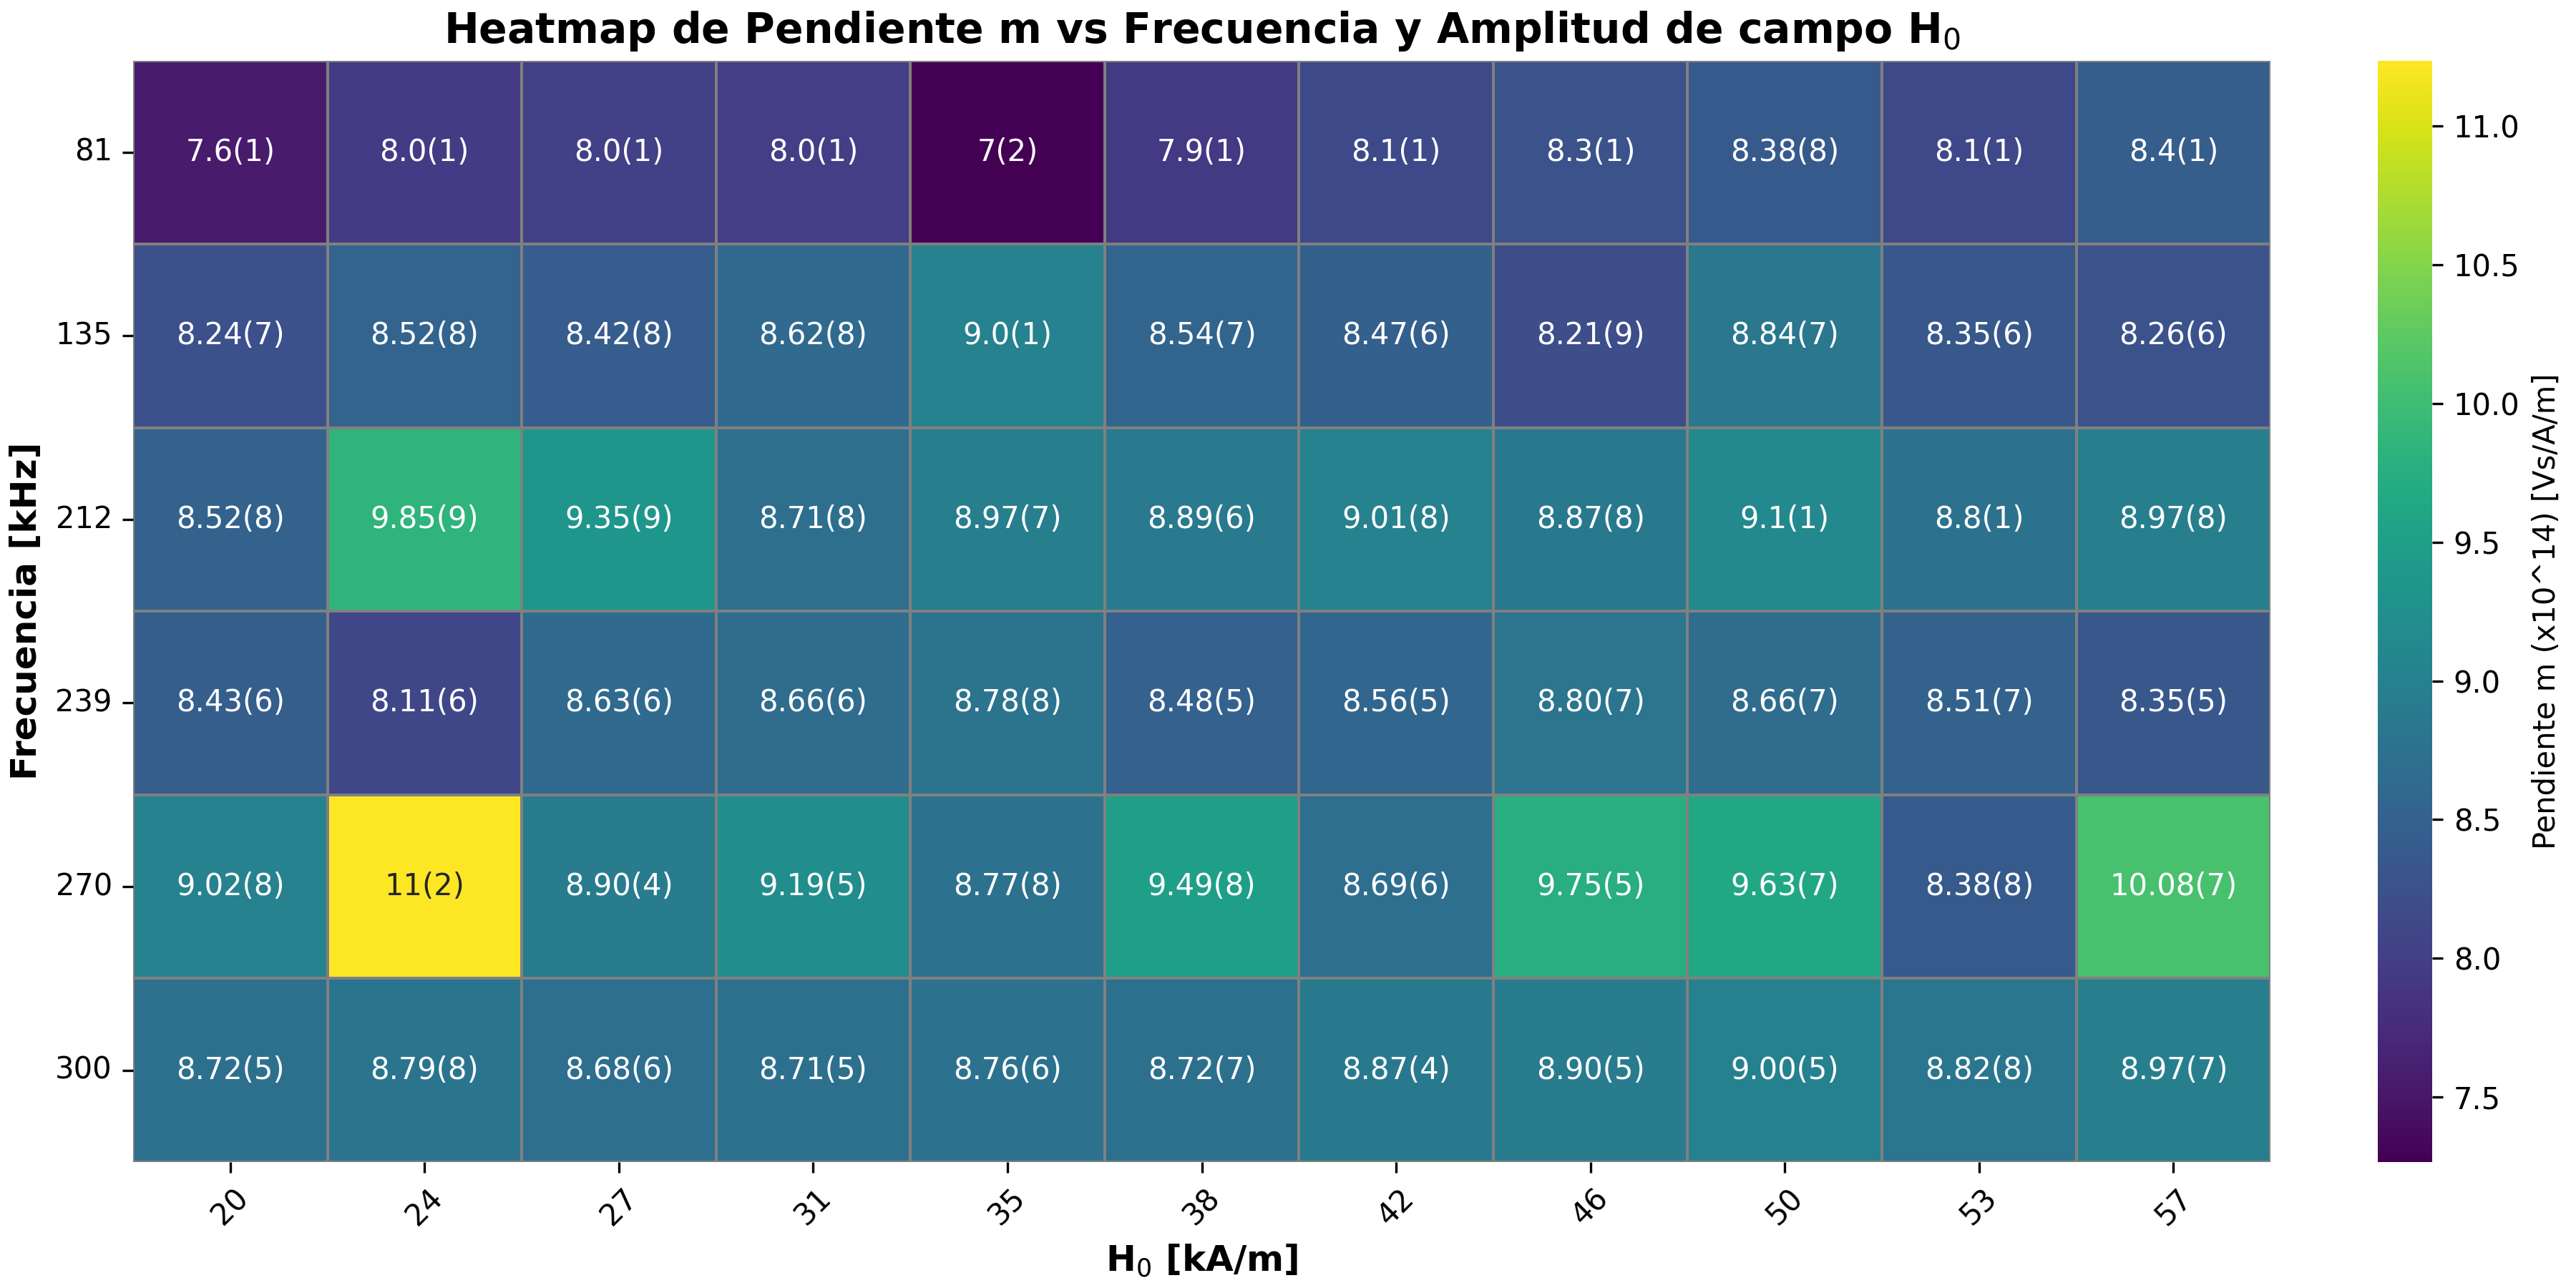 Heatmap de Pendiente m vs Frecuencia y Amplitud de campo H₀
Frecuencia [kHz]
81 7.6(1) 8.0(1) 8.0(1) 8.0(1) 7(2) 7.9(1) 8.1(1) 8.3(1) 8.38(8) 8.1(1) 8.4(1)
135 8.24(7) 8.52(8) 8.42(8) 8.62(8) 9.0(1) 8.54(7) 8.47(6) 8.21(9) 8.84(7) 8.35(6) 8.26(6)
212 8.52(8) 9.85(9) 9.35(9) 8.71(8) 8.97(7) 8.89(6) 9.01(8) 8.87(8) 9.1(1) 8.8(1) 8.97(8)
239 8.43(6) 8.11(6) 8.63(6) 8.66(6) 8.78(8) 8.48(5) 8.56(5) 8.80(7) 8.66(7) 8.51(7) 8.35(5)
270 9.02(8) 11(2) 8.90(4) 9.19(5) 8.77(8) 9.49(8) 8.69(6) 9.75(5) 9.63(7) 8.38(8) 10.08(7)
300 8.72(5) 8.79(8) 8.68(6) 8.71(5) 8.76(6) 8.72(7) 8.87(4) 8.90(5) 9.00(5) 8.82(8) 8.97(7)
20 24 27 31 35 38 42 46 50 53 57
H₀ [kA/m]
11.0
10.5
10.0
9.5
9.0
8.5
8.0
7.5
Pendiente m (x10^14) [Vs/A/m]